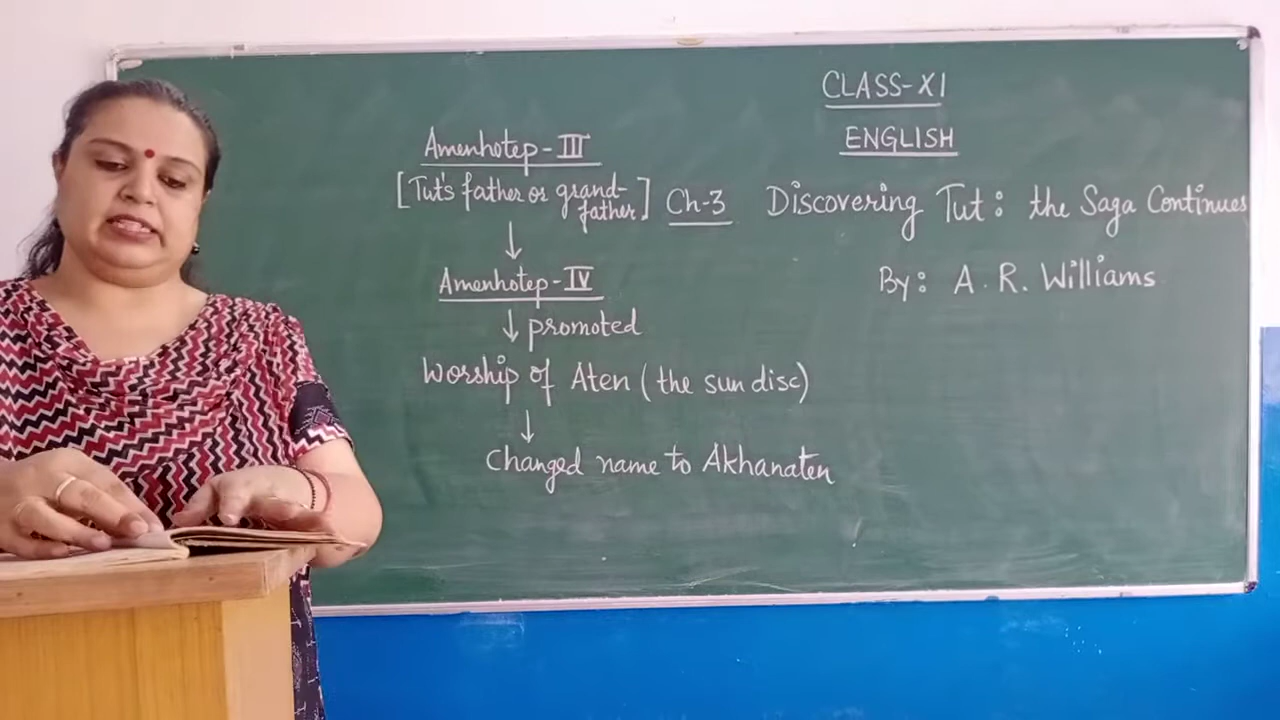 CLASS-XI
ENGLISH
Ch-3 Discovering Tut: the Saga Continues
By: A. R. Williams
Amenhotep-III
[Tut's father or grand-
father]
↓
Amenhotep-IV
↓ promoted
Worship of Aten (the sun disc)
↓
Changed name to Akhanaten